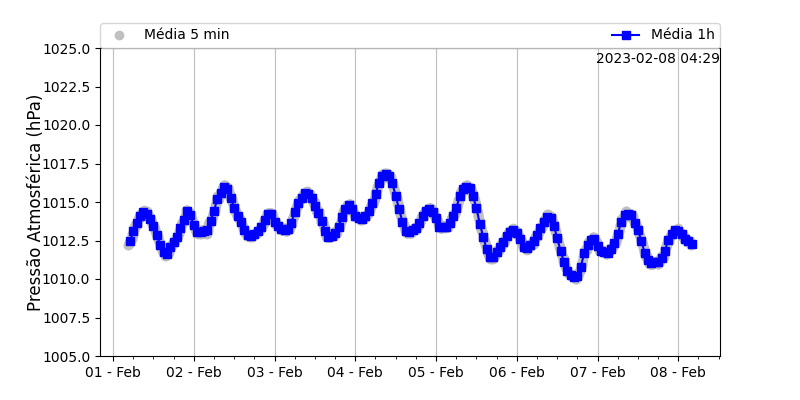 Média 5 min
Média 1h
2023-02-08 04:29
Pressão Atmosférica (hPa)
1025.0
1022.5
1020.0
1017.5
1015.0
1012.5
1010.0
1007.5
1005.0
01 - Feb
02 - Feb
03 - Feb
04 - Feb
05 - Feb
06 - Feb
07 - Feb
08 - Feb